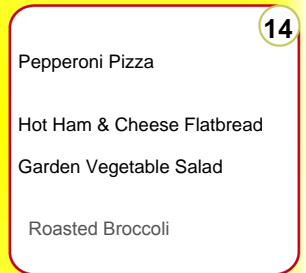 14
Pepperoni Pizza
Hot Ham & Cheese Flatbread
Garden Vegetable Salad
Roasted Broccoli